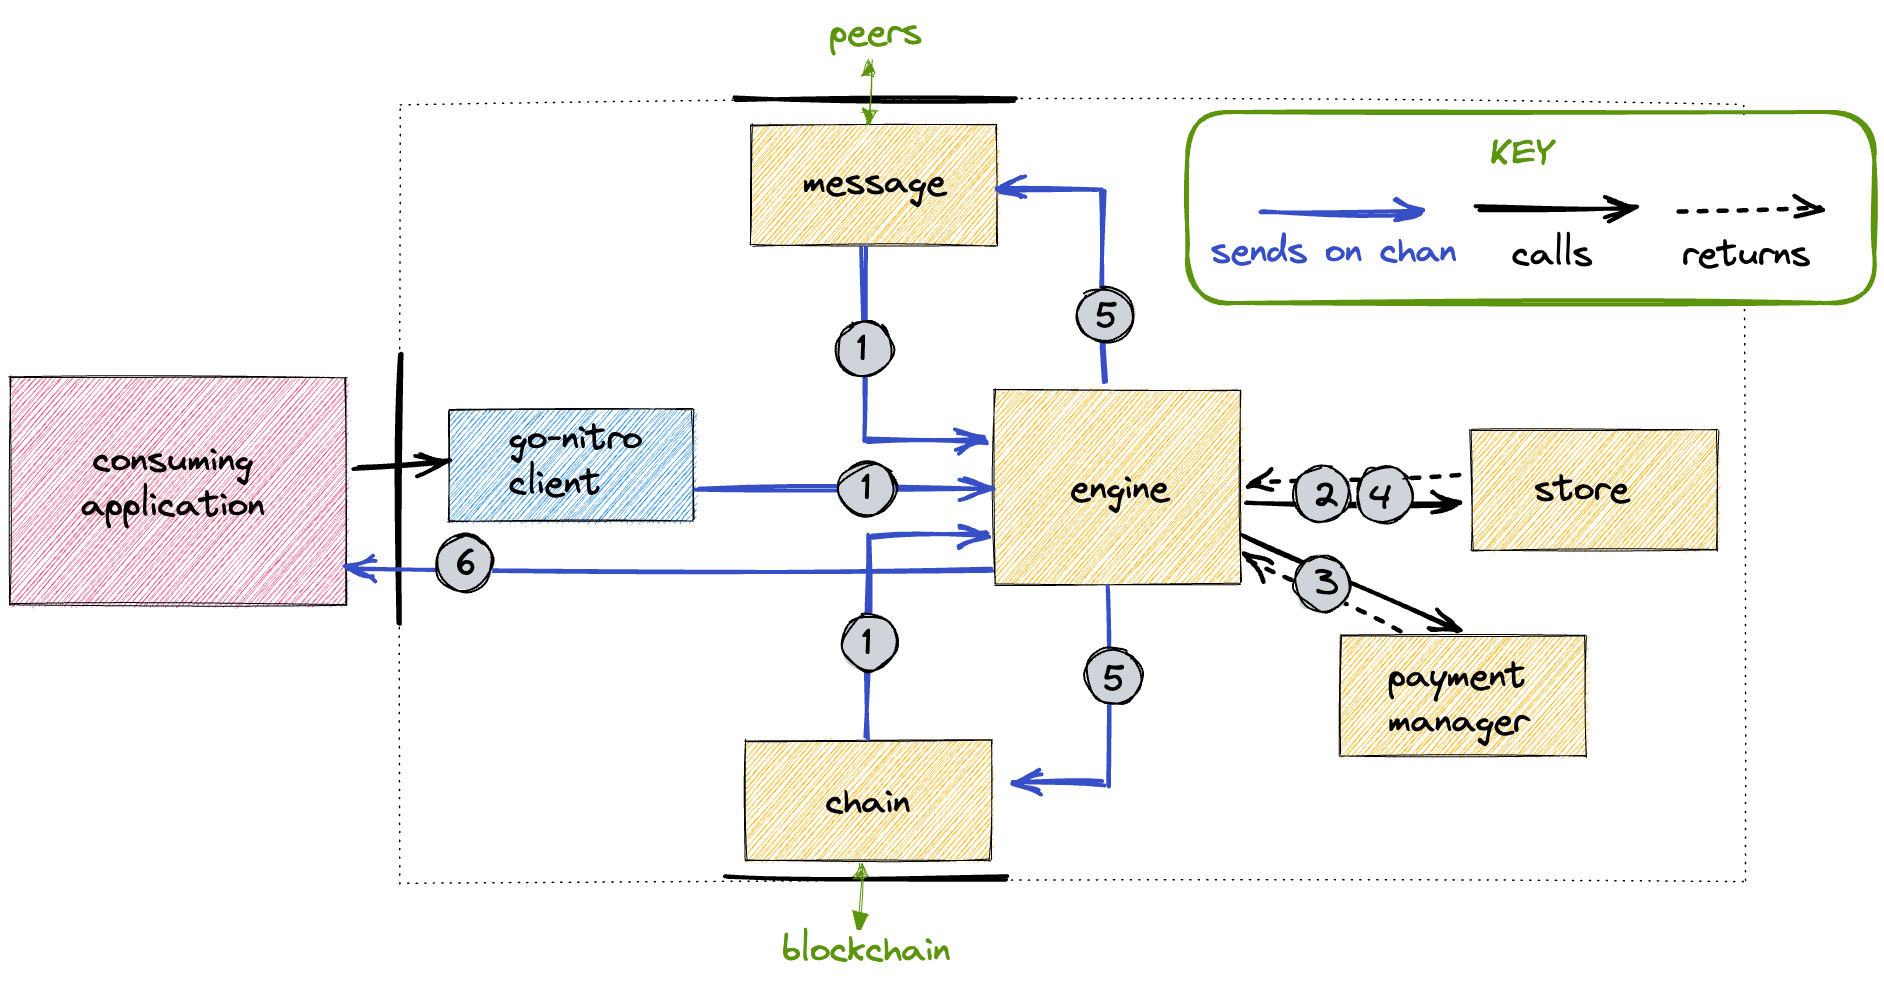 peers
KEY
sends on chan
calls
returns
message
1
5
consuming
application
go-nitro
client
1
engine
2
4
store
6
3
1
5
payment
manager
chain
blockchain